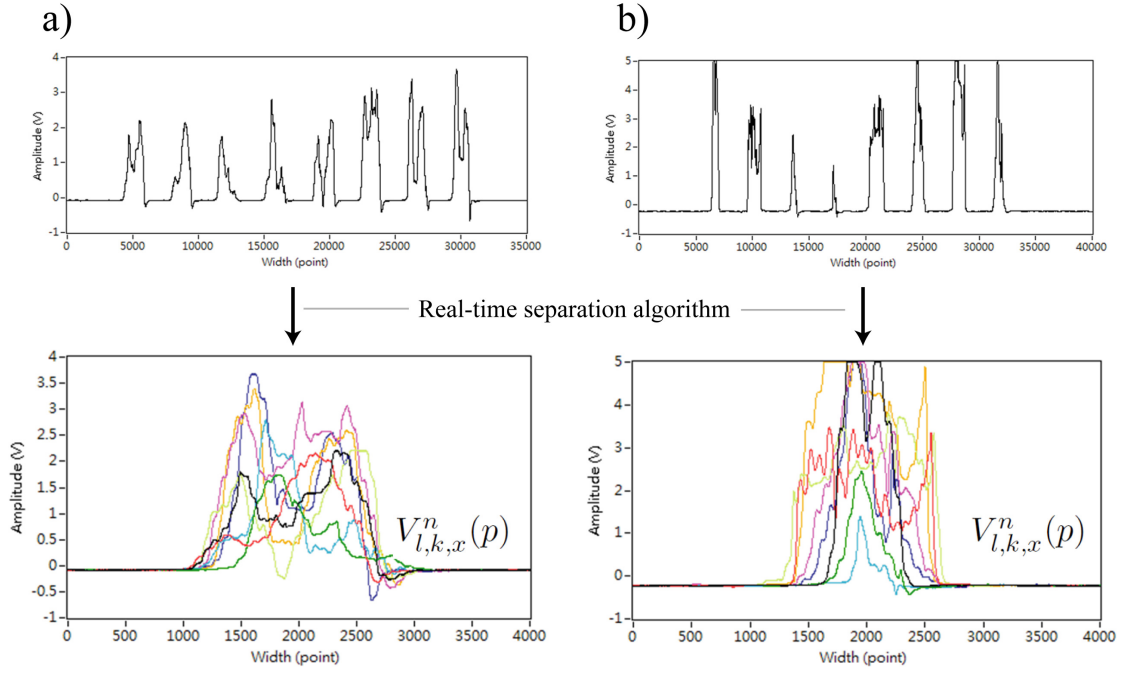 a)
b)
4
3
2
1
0
-1
Amplitude (V)
0 5000 10000 15000 20000 25000 30000 35000
Width (point)
5
4
3
2
1
0
-1
Amplitude (V)
0 5000 10000 15000 20000 25000 30000 35000 40000
Width (point)
Real-time separation algorithm
4
3.5
3
2.5
2
1.5
1
0.5
0
-0.5
-1
Amplitude (V)
V^n_{l,k,x}(p)
0 500 1000 1500 2000 2500 3000 3500 4000
Width (point)
5
4
3
2
1
0
-1
Amplitude (V)
V^n_{l,k,x}(p)
0 500 1000 1500 2000 2500 3000 3500 4000
Width (point)